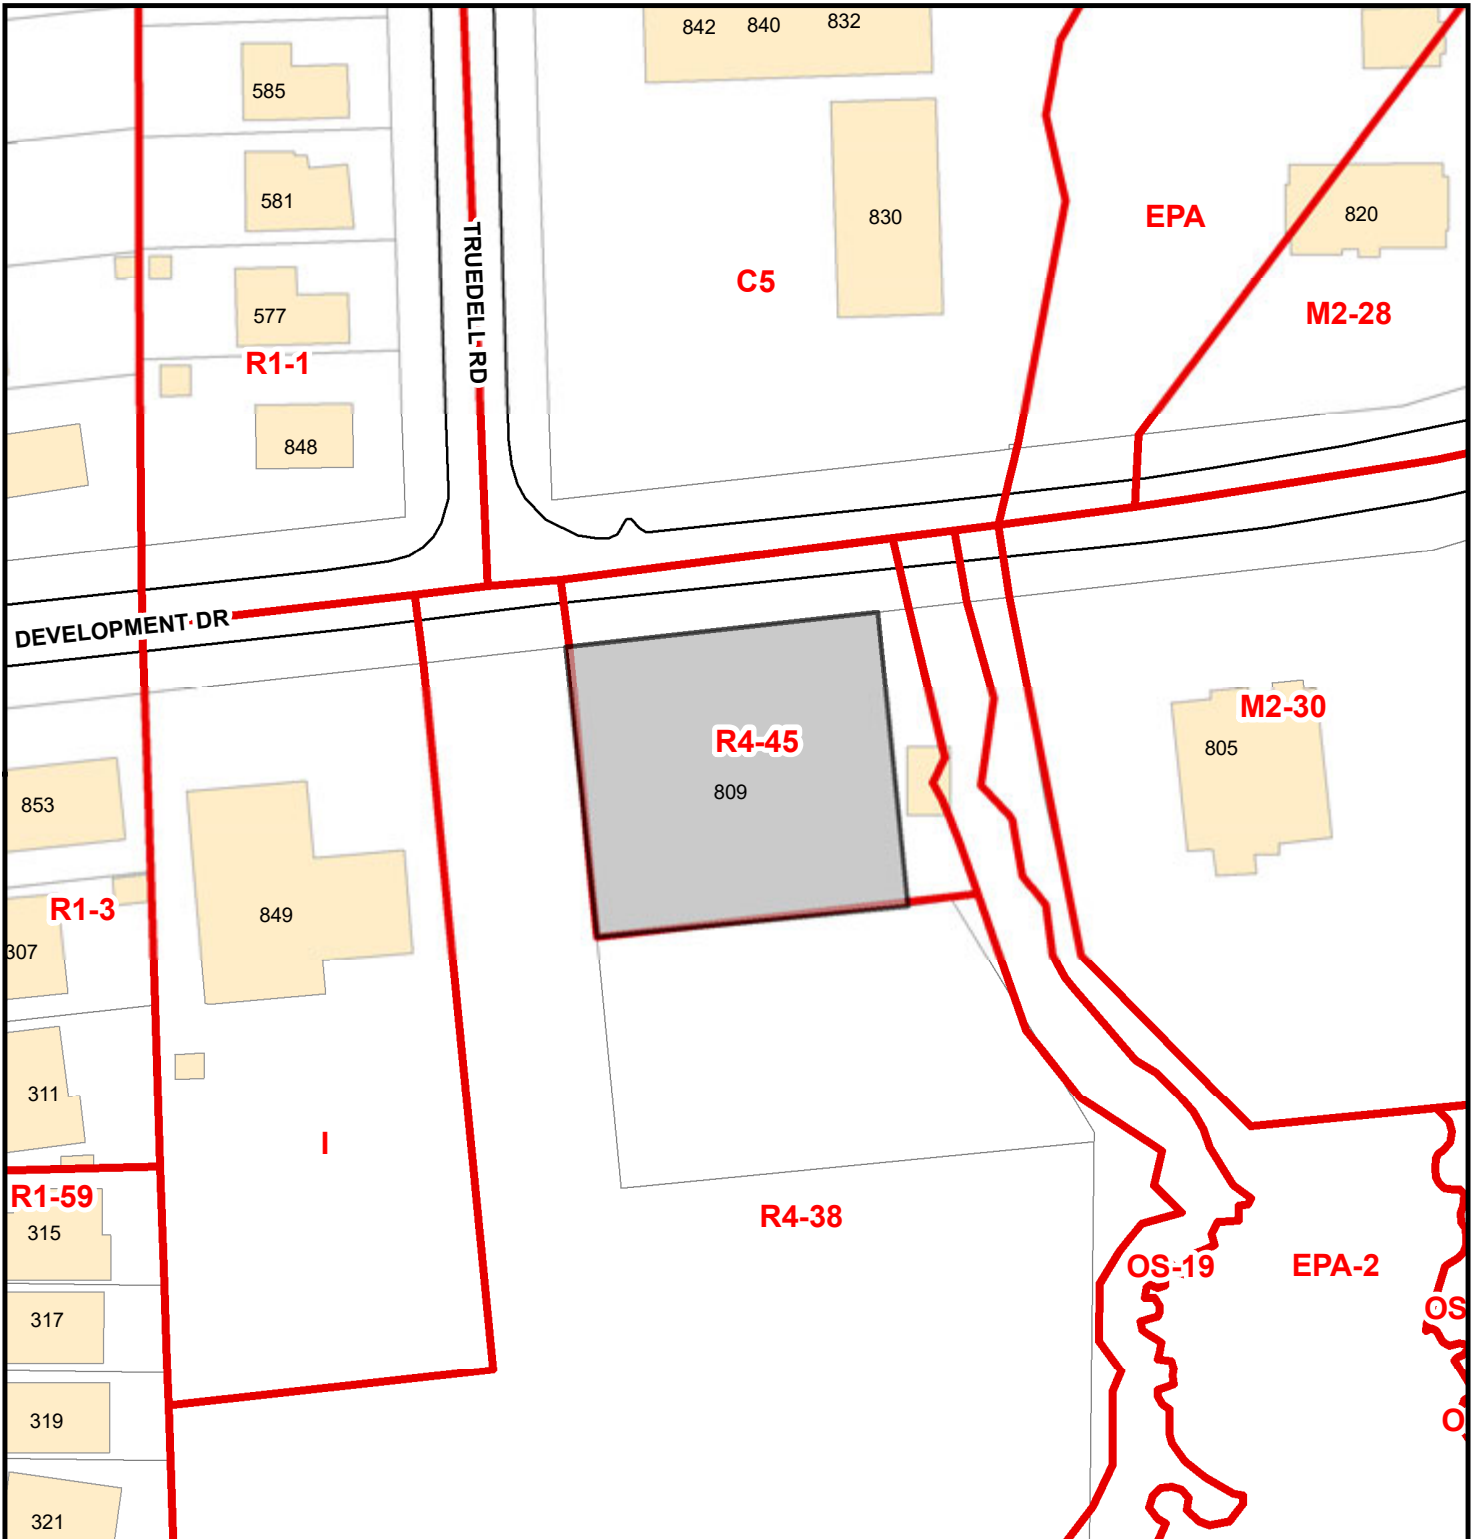 842 840 832
585
581
820
830
EPA
TRUEDELL RD
C5
M2-28
577
R1-1
848
DEVELOPMENT DR
M2-30
R4-45
805
809
853
R1-3
849
307
311
I
R1-59
R4-38
315
OS-19
EPA-2
OS
317
319
O
321